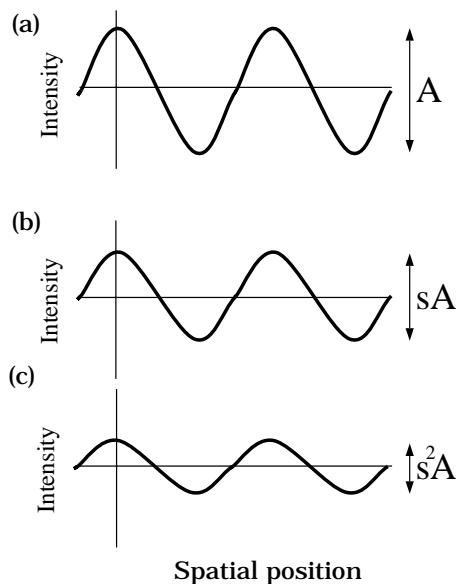 (a)
Intensity
A
(b)
Intensity
sA
(c)
Intensity
s²A
Spatial position